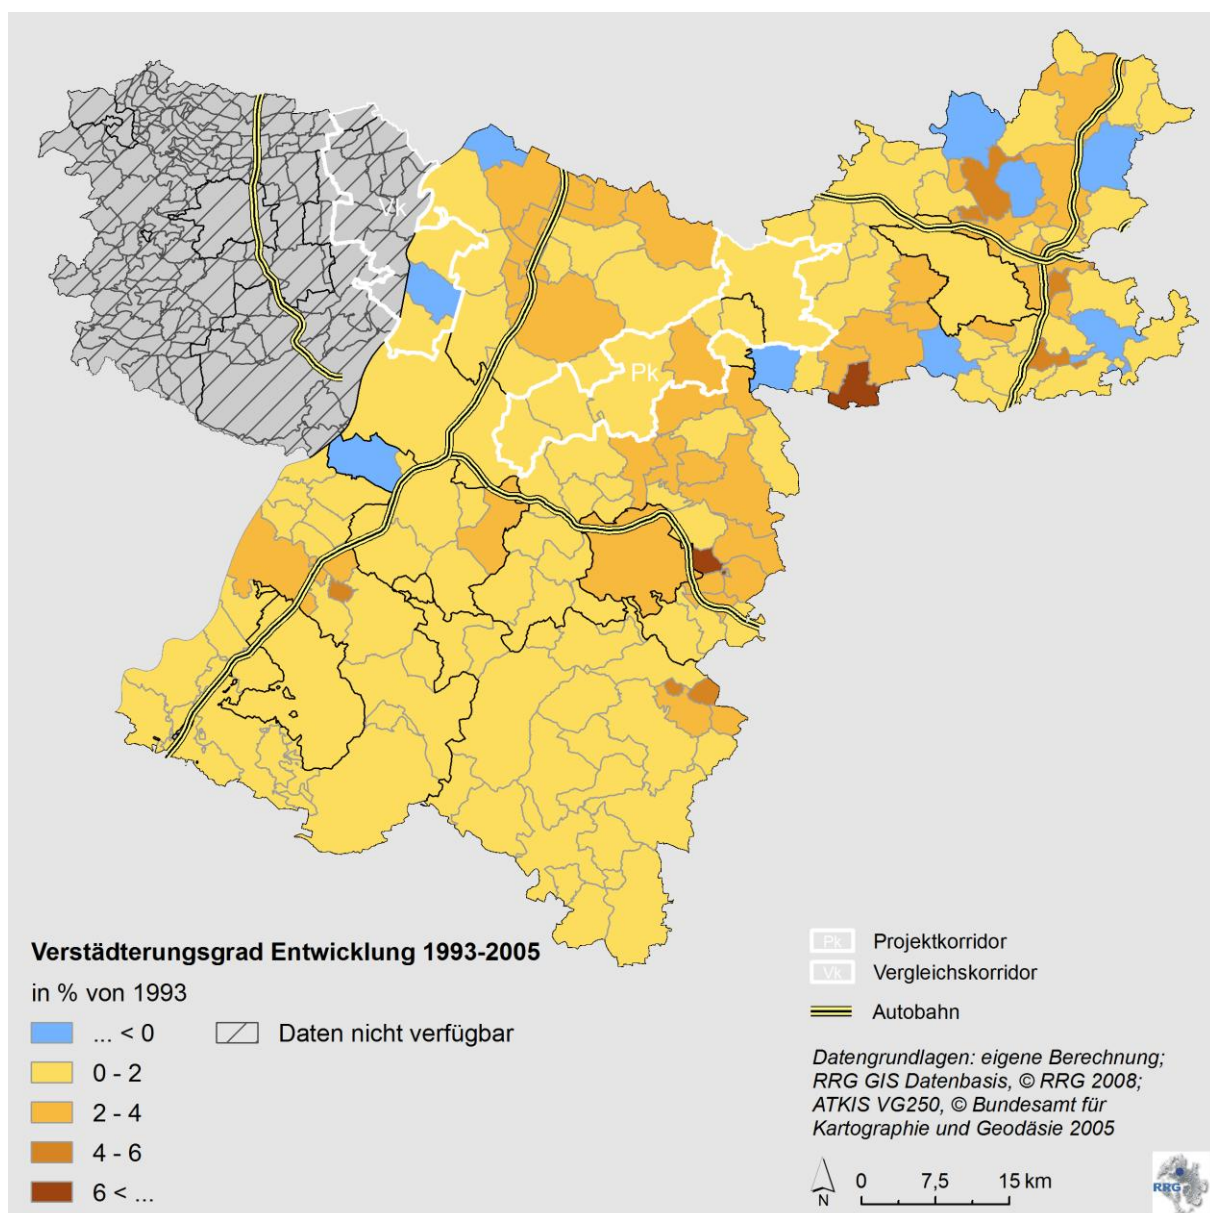 Vk
Pk
Verstädterungsgrad Entwicklung 1993-2005
in % von 1993
... < 0
Daten nicht verfügbar
0 - 2
2 - 4
4 - 6
6 < ...
Pk Projektkorridor
Vk Vergleichskorridor
Autobahn
Datengrundlagen: eigene Berechnung;
RRG GIS Datenbasis, © RRG 2008;
ATKIS VG250, © Bundesamt für
Kartographie und Geodäsie 2005
N
0 7,5 15 km
RRG